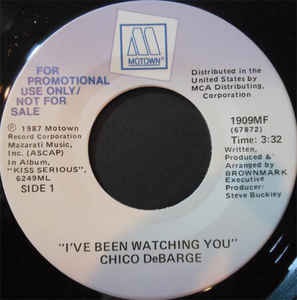 MOTOWN®
FOR
PROMOTIONAL
USE ONLY/
NOT FOR
SALE
Distributed in the
United States by
MCA Distributing,
Corporation
℗ 1987 Motown
Record Corporation
Mazarati Music,
Inc. (ASCAP)
In Album,
"KISS SERIOUS",
6249ML
SIDE 1
1909MF
(67872)
Time: 3:32
Written,
Produced &
Arranged by
BROWNMARK
Executive
Producer:
Steve Buckley
"I'VE BEEN WATCHING YOU"
CHICO DeBARGE